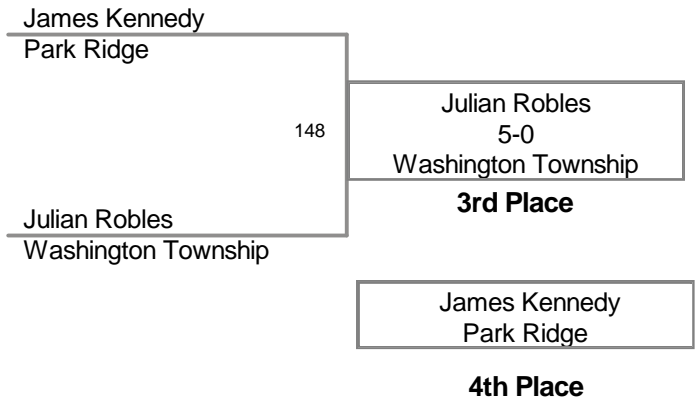 James Kennedy
Park Ridge
148
Julian Robles
5-0
Washington Township
3rd Place
Julian Robles
Washington Township
James Kennedy
Park Ridge
4th Place